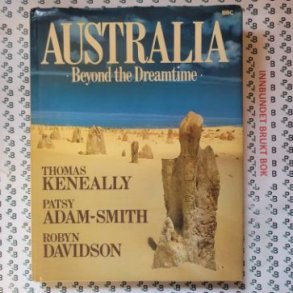 BBC
AUSTRALIA
· Beyond the Dreamtime ·
THOMAS
KENEALLY
PATSY
ADAM-SMITH
ROBYN
DAVIDSON
INNBUNDET BRUKT BOK